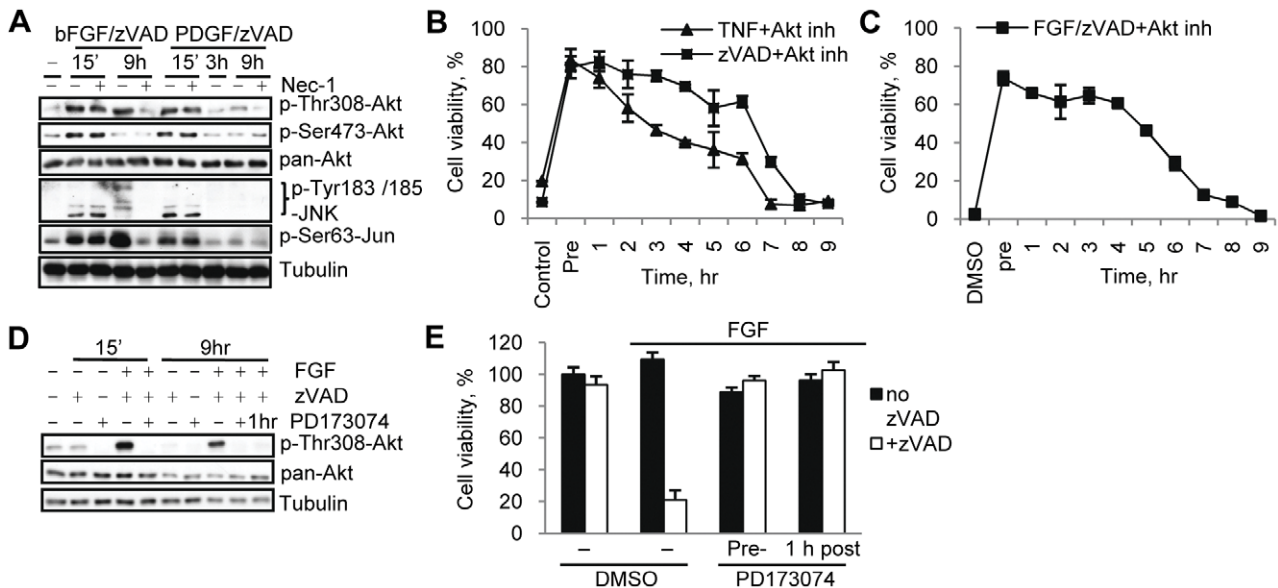 A
bFGF/zVAD PDGF/zVAD
– 15’ 9h 15’ 3h 9h
– + – + – + – – + Nec-1
p-Thr308-Akt
p-Ser473-Akt
pan-Akt
p-Tyr183 /185
-JNK
p-Ser63-Jun
Tubulin
B
TNF+Akt inh
zVAD+Akt inh
Cell viability, %
100
80
60
40
20
0
Control Pre 1 2 3 4 5 6 7 8 9
Time, hr
C
FGF/zVAD+Akt inh
Cell viability, %
100
80
60
40
20
0
DMSO pre 1 2 3 4 5 6 7 8 9
Time, hr
D
15’ 9hr
– – – + + – – + + + FGF
– + – + + + – + + + zVAD
– – + – + – + – + 1hr PD173074
p-Thr308-Akt
pan-Akt
Tubulin
E
FGF
Cell viability, %
120
100
80
60
40
20
0
no
zVAD
+zVAD
– – Pre- 1 h post
DMSO PD173074